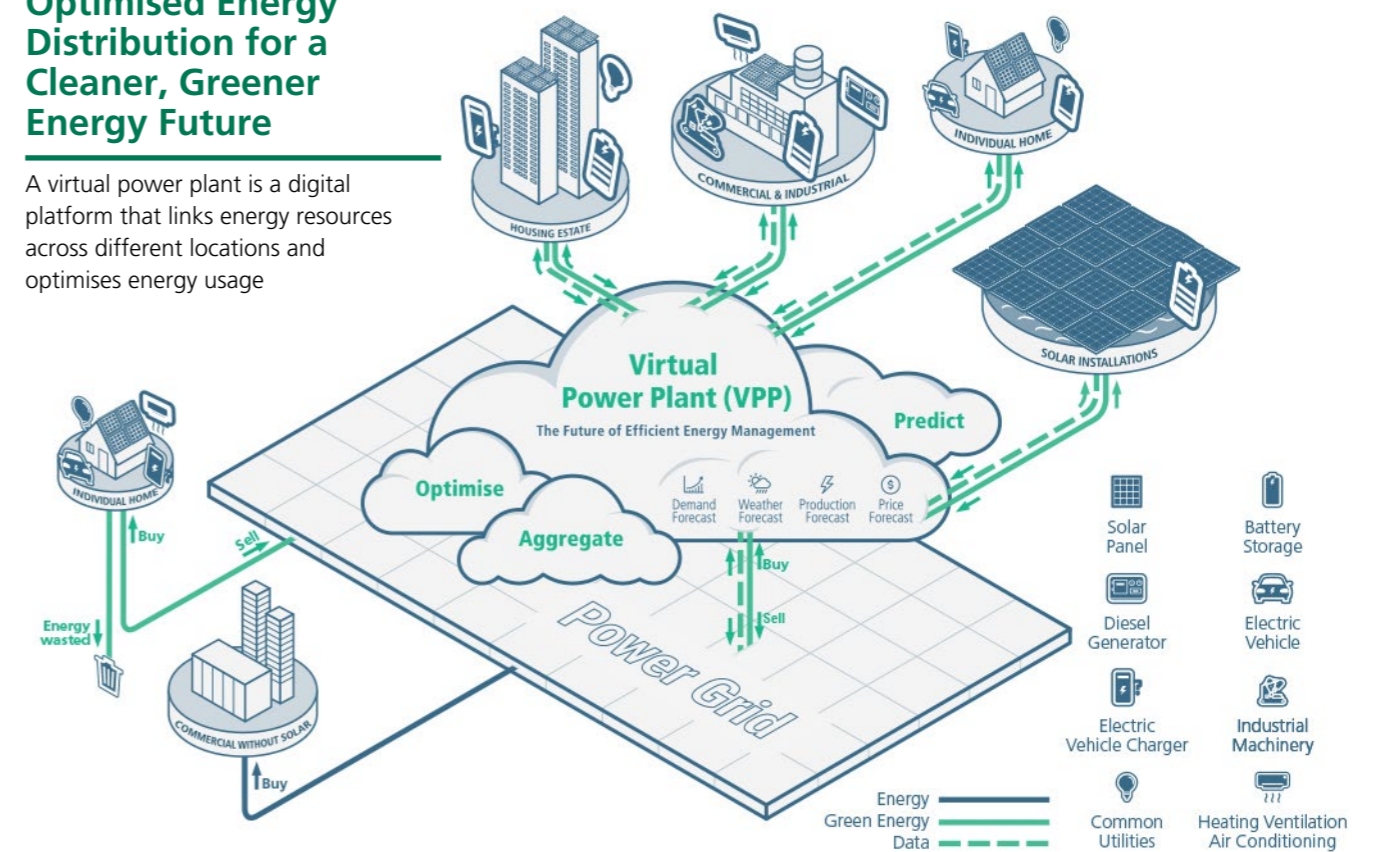 Optimised Energy
Distribution for a
Cleaner, Greener
Energy Future
A virtual power plant is a digital
platform that links energy resources
across different locations and
optimises energy usage
HOUSING ESTATE
COMMERCIAL & INDUSTRIAL
INDIVIDUAL HOME
SOLAR INSTALLATIONS
Virtual
Power Plant (VPP)
The Future of Efficient Energy Management
Predict
Optimise
Aggregate
Demand
Forecast
Weather
Forecast
Production
Forecast
Price
Forecast
Buy
Sell
Power Grid
INDIVIDUAL HOME
Buy
Sell
Energy
wasted
COMMERCIAL WITHOUT SOLAR
Buy
Solar
Panel
Battery
Storage
Diesel
Generator
Electric
Vehicle
Electric
Vehicle Charger
Industrial
Machinery
Common
Utilities
Heating Ventilation
Air Conditioning
Energy
Green Energy
Data